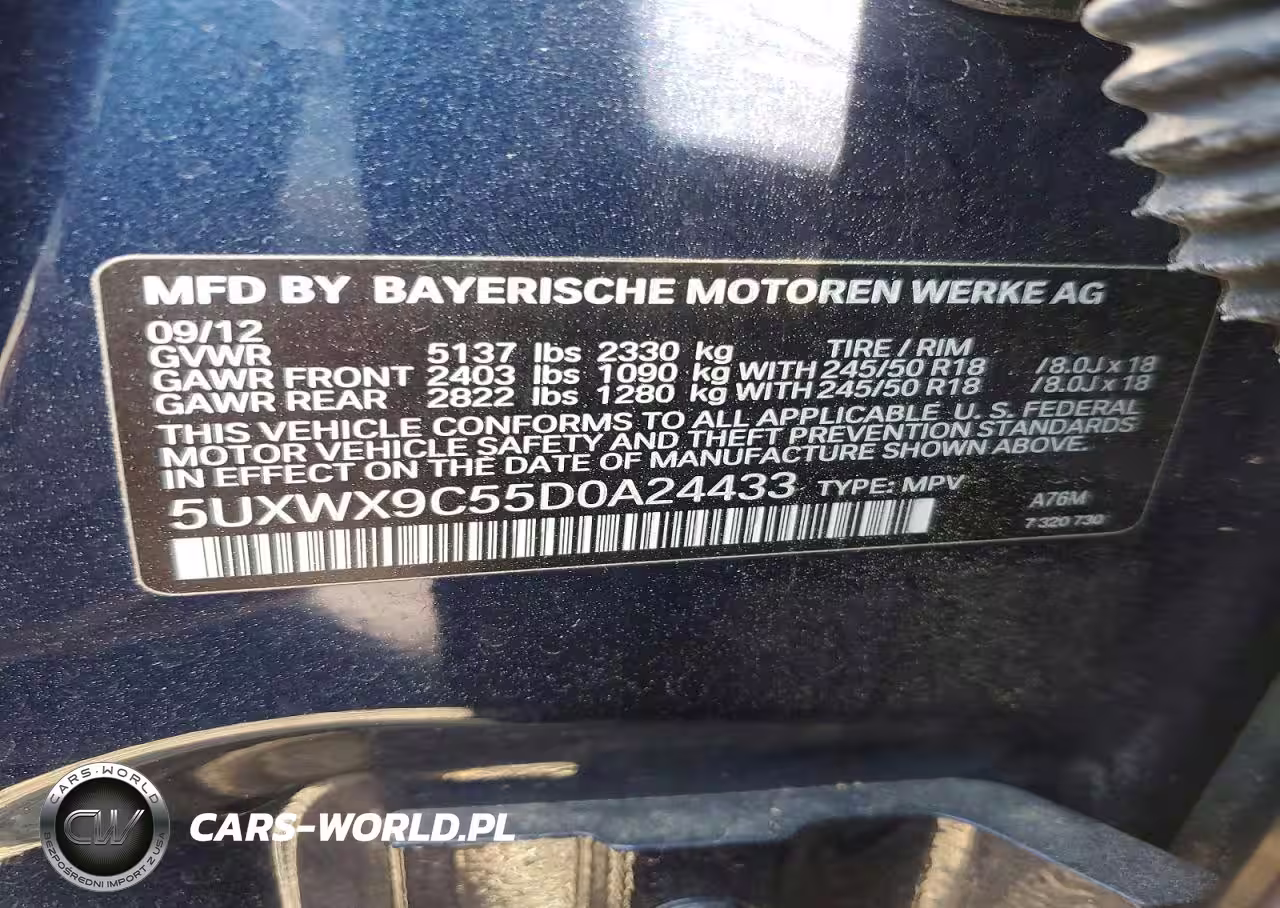 MFD BY BAYERISCHE MOTOREN WERKE AG
09/12
GVWR 5137 lbs 2330 kg TIRE / RIM
GAWR FRONT 2403 lbs 1090 kg WITH 245/50 R18 /8.0J x 18
GAWR REAR 2822 lbs 1280 kg WITH 245/50 R18 /8.0J x 18
THIS VEHICLE CONFORMS TO ALL APPLICABLE U. S. FEDERAL
MOTOR VEHICLE SAFETY AND THEFT PREVENTION STANDARDS
IN EFFECT ON THE DATE OF MANUFACTURE SHOWN ABOVE.
5UXWX9C55D0A24433 TYPE: MPV
A76M
7 320 730
CARS-WORLD
CW
BEZPOŚREDNI IMPORT Z USA
CARS-WORLD.PL